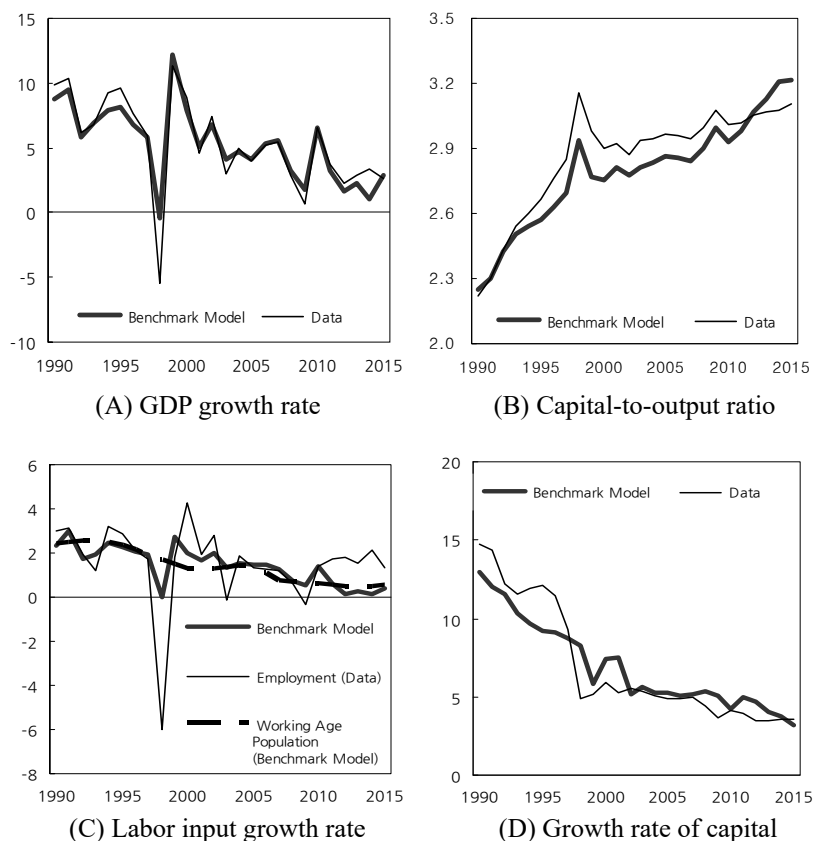 15
10
5
0
-5
-10
Benchmark Model
Data
1990 1995 2000 2005 2010 2015
(A) GDP growth rate
3.5
3.2
2.9
2.6
2.3
2.0
Benchmark Model
Data
1990 1995 2000 2005 2010 2015
(B) Capital-to-output ratio
6
4
2
0
-2
-4
-6
-8
Benchmark Model
Employment (Data)
Working Age
Population
(Benchmark Model)
1990 1995 2000 2005 2010 2015
(C) Labor input growth rate
20
15
10
5
0
Benchmark Model
Data
1990 1995 2000 2005 2010 2015
(D) Growth rate of capital